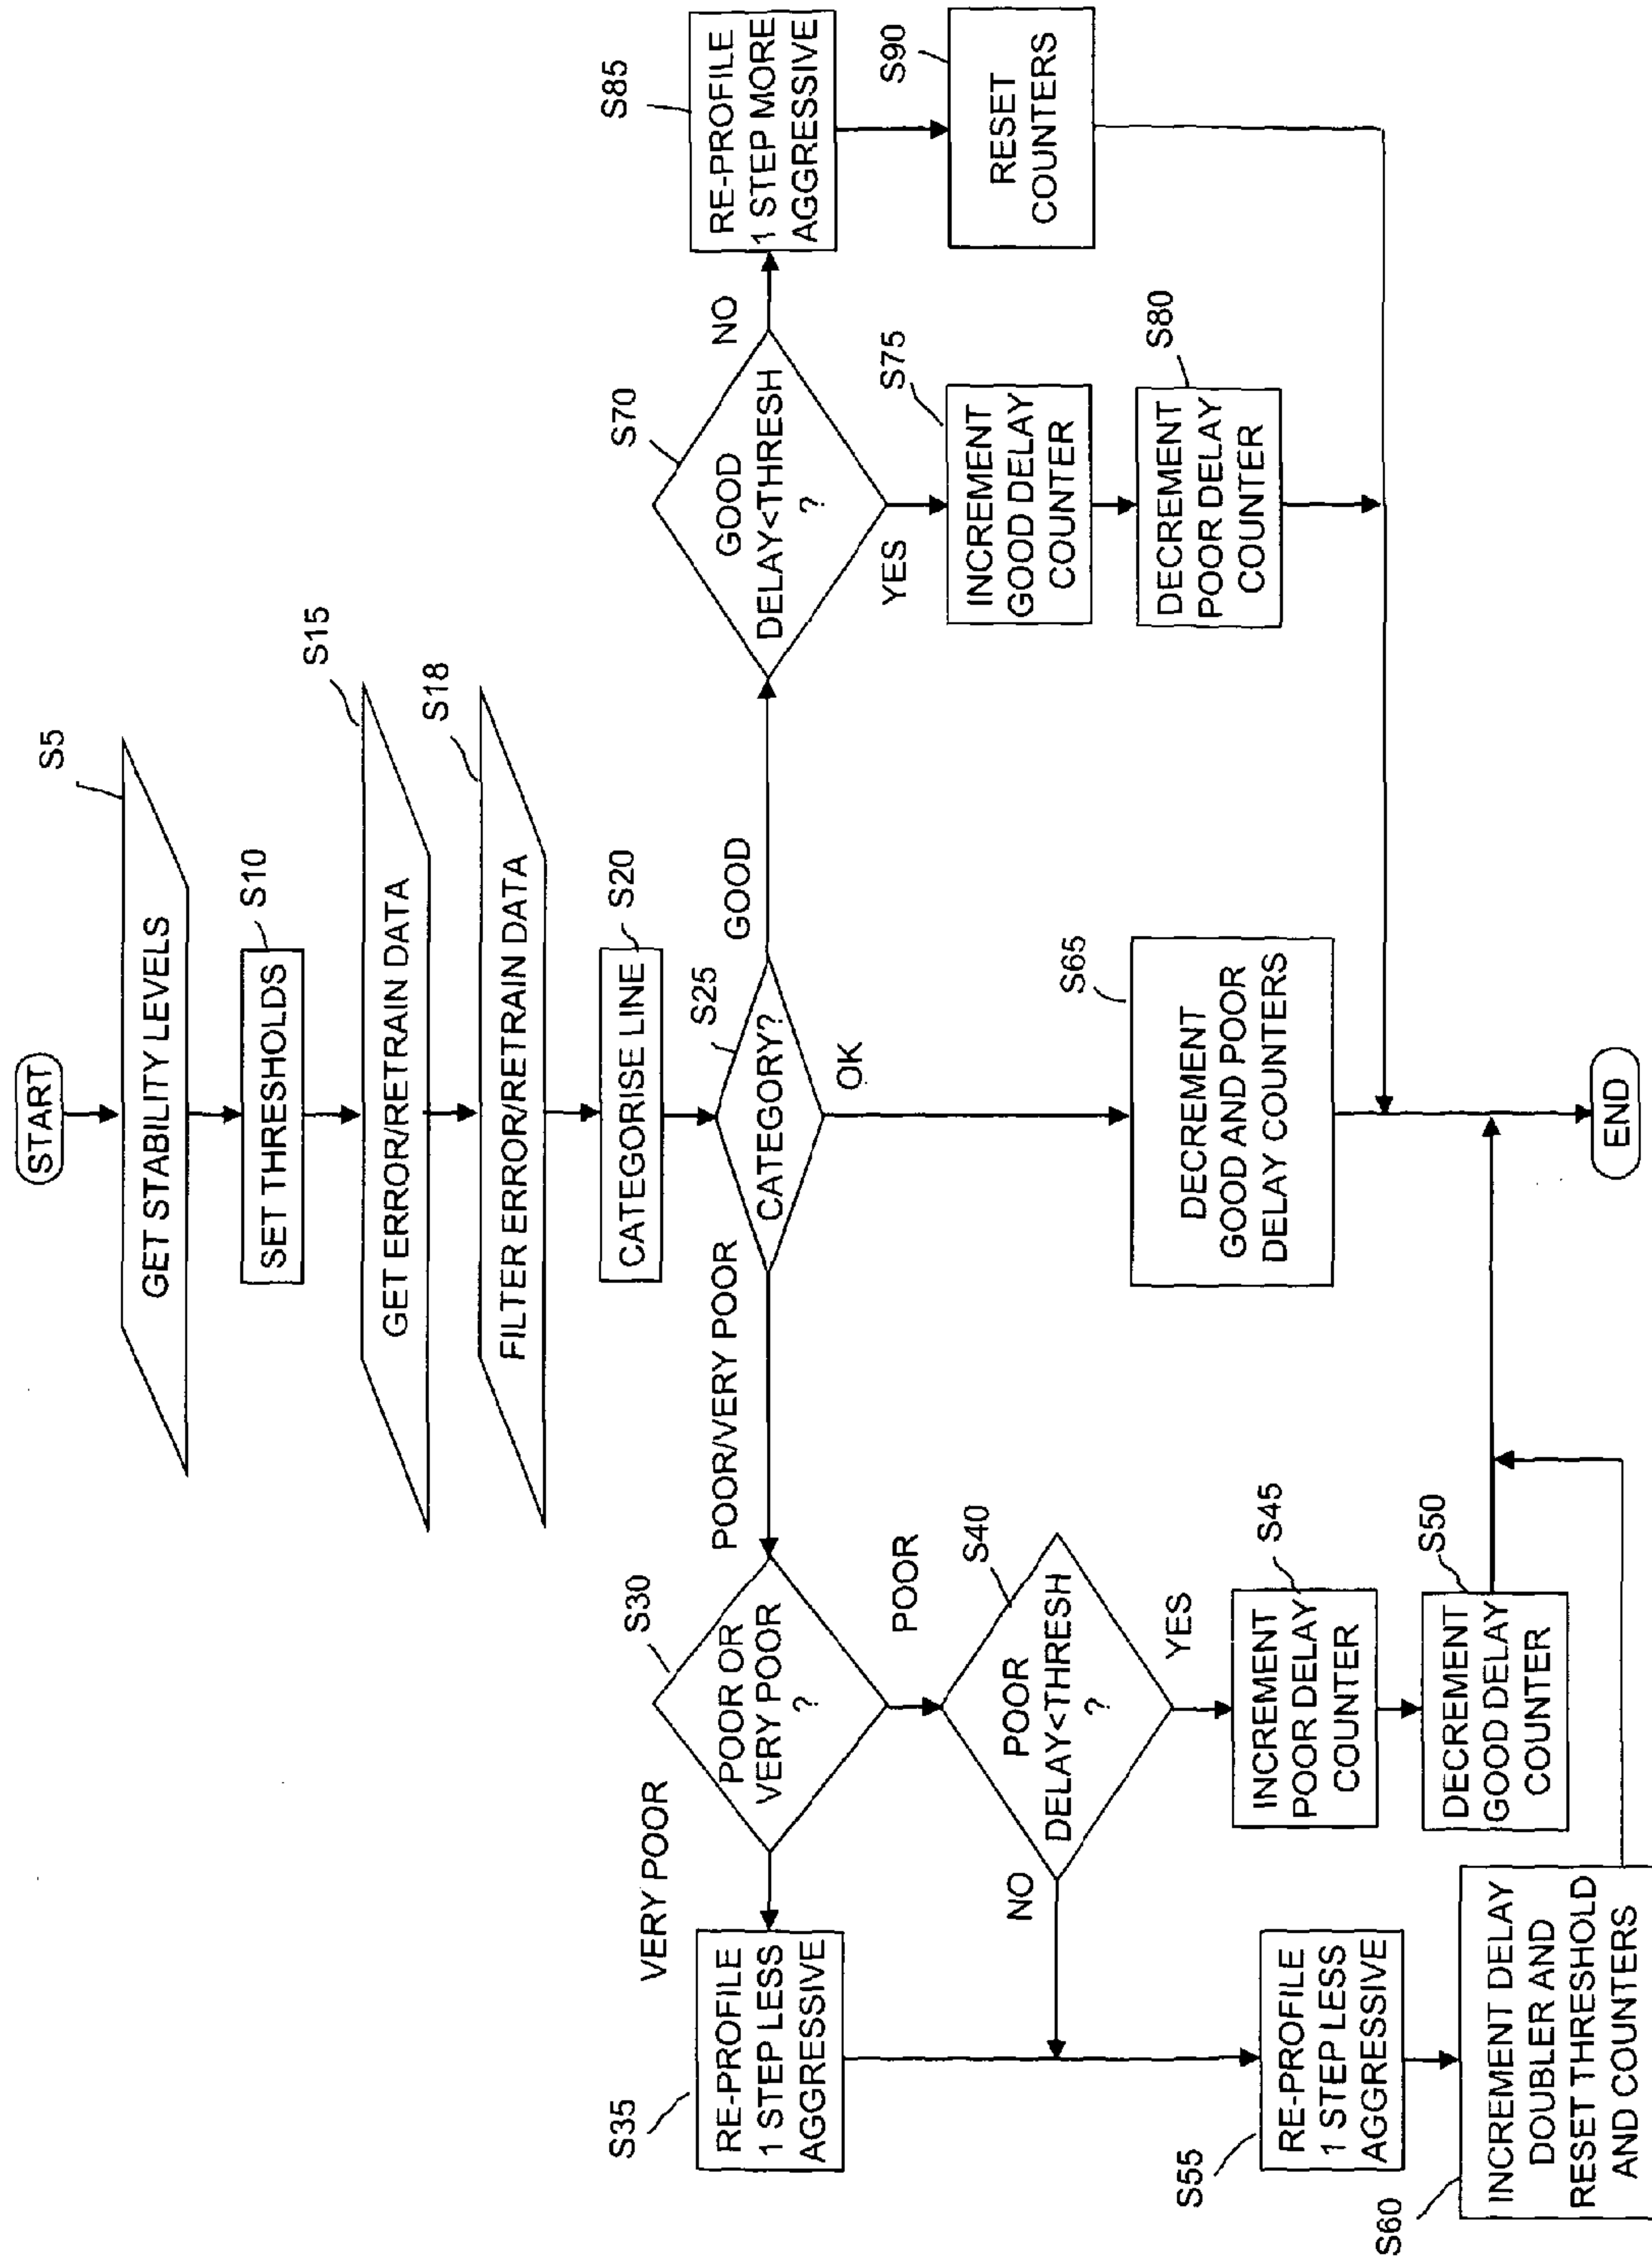 START
S5
GET STABILITY LEVELS
S10
SET THRESHOLDS
S15
GET ERROR/RETRAIN DATA
S18
FILTER ERROR/RETRAIN DATA
S20
CATEGORISE LINE
S25
CATEGORY?
POOR/VERY POOR
OK
GOOD
S30
POOR OR
VERY POOR
?
VERY POOR
POOR
S35
RE-PROFILE
1 STEP LESS
AGGRESSIVE
S40
POOR
DELAY<THRESH
?
NO
YES
S45
INCREMENT
POOR DELAY
COUNTER
S50
DECREMENT
GOOD DELAY
COUNTER
S55
RE-PROFILE
1 STEP LESS
AGGRESSIVE
S60
INCREMENT DELAY
DOUBLER AND
RESET THRESHOLD
AND COUNTERS
S65
DECREMENT
GOOD AND POOR
DELAY COUNTERS
S70
GOOD
DELAY<THRESH
?
YES
NO
S75
INCREMENT
GOOD DELAY
COUNTER
S80
DECREMENT
POOR DELAY
COUNTER
S85
RE-PROFILE
1 STEP MORE
AGGRESSIVE
S90
RESET
COUNTERS
END